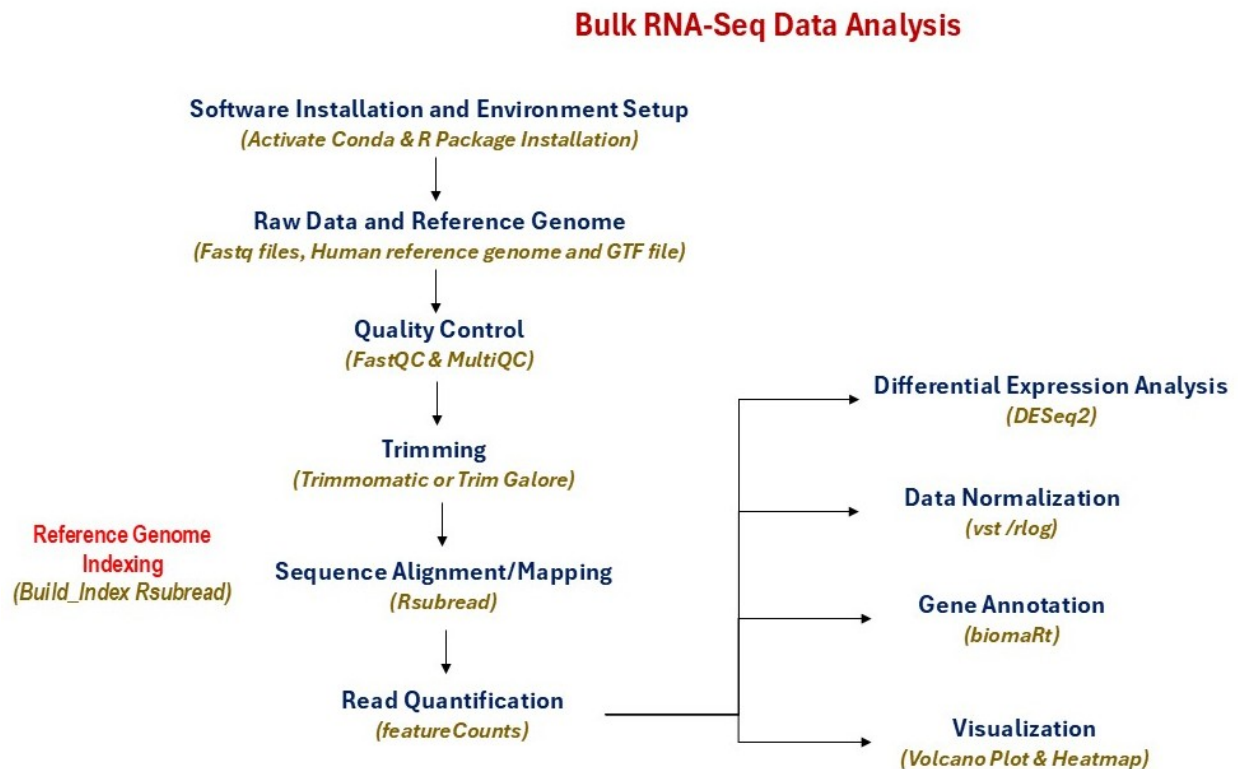 Bulk RNA-Seq Data Analysis
Software Installation and Environment Setup
(Activate Conda & R Package Installation)
Raw Data and Reference Genome
(Fastq files, Human reference genome and GTF file)
Quality Control
(FastQC & MultiQC)
Trimming
(Trimmomatic or Trim Galore)
Reference Genome
Indexing
(Build_Index Rsubread)
Sequence Alignment/Mapping
(Rsubread)
Read Quantification
(featureCounts)
Differential Expression Analysis
(DESeq2)
Data Normalization
(vst /rlog)
Gene Annotation
(biomaRt)
Visualization
(Volcano Plot & Heatmap)